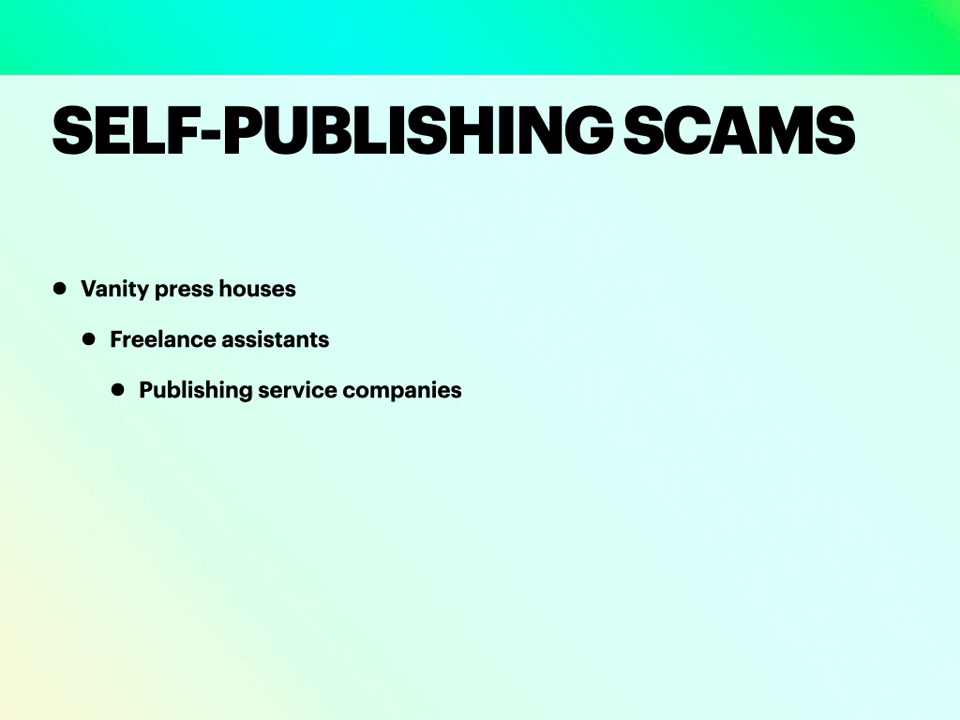 SELF-PUBLISHING SCAMS
• Vanity press houses
• Freelance assistants
• Publishing service companies